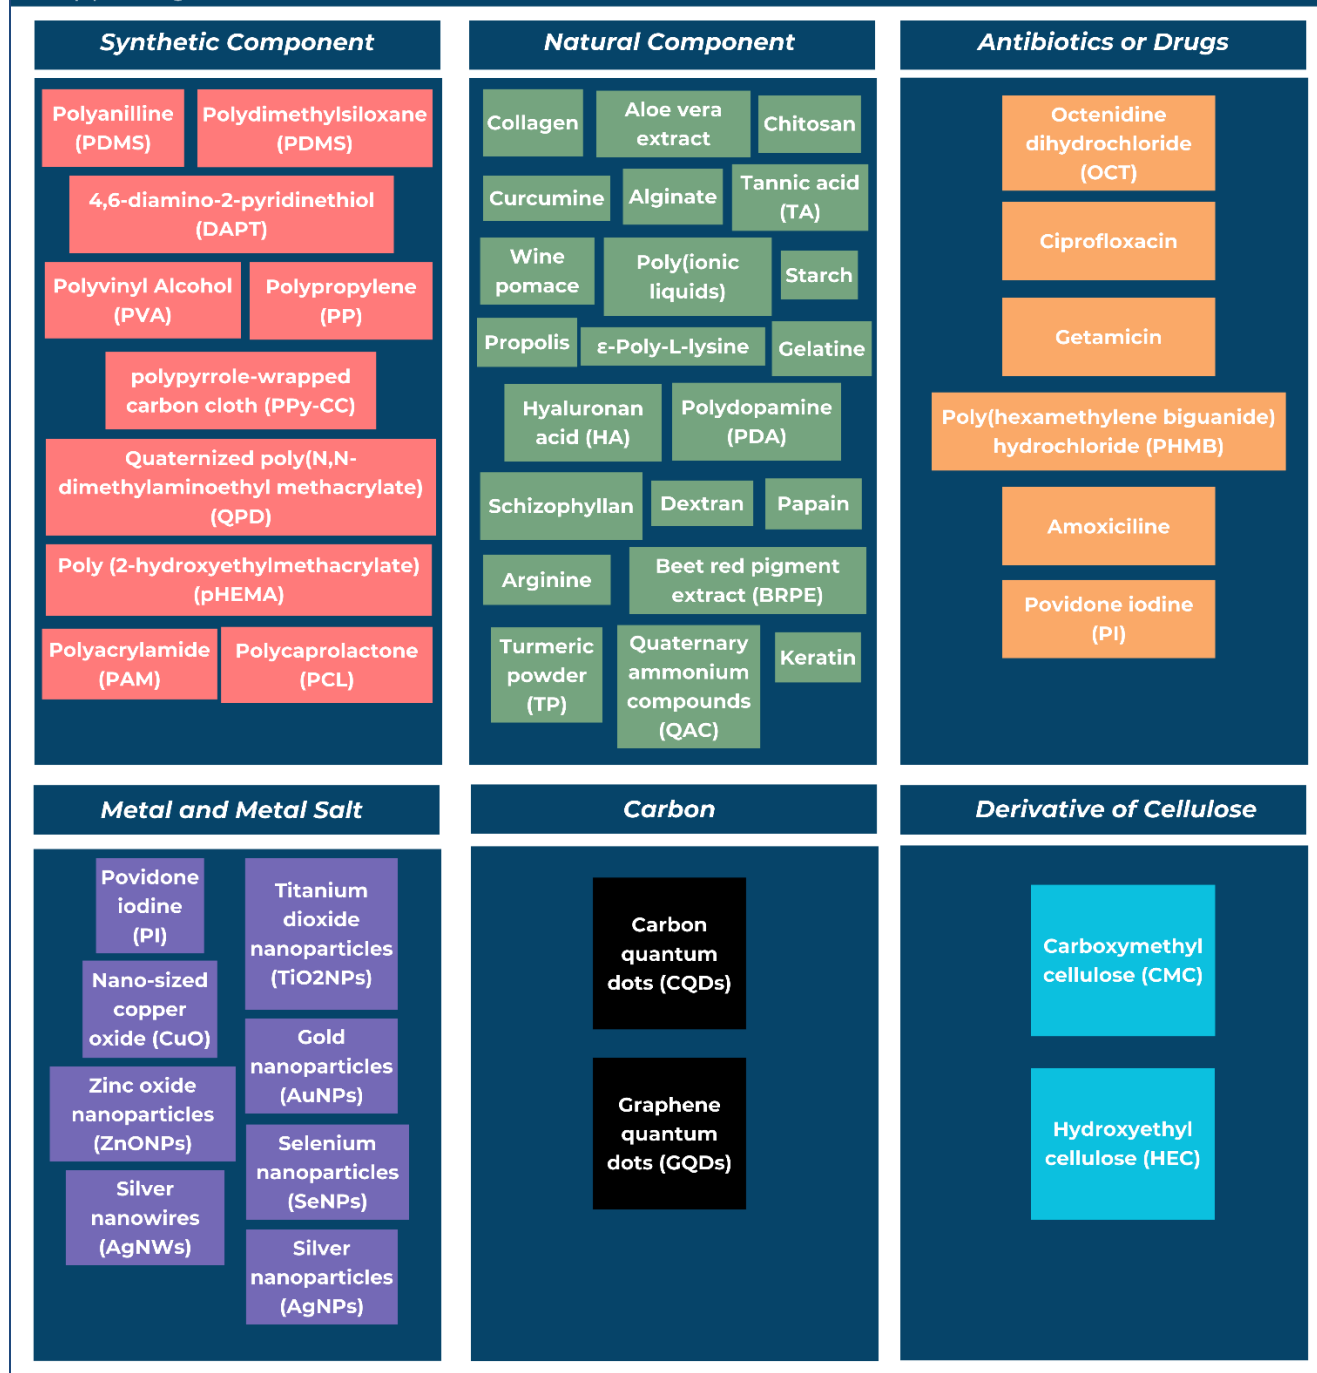 Synthetic Component
Polyanilline
(PDMS)
Polydimethylsiloxane
(PDMS)
4,6-diamino-2-pyridinethiol
(DAPT)
Polyvinyl Alcohol
(PVA)
Polypropylene
(PP)
polypyrrole-wrapped
carbon cloth (PPy-CC)
Quaternized poly(N,N-
dimethylaminoethyl methacrylate)
(QPD)
Poly (2-hydroxyethylmethacrylate)
(pHEMA)
Polyacrylamide
(PAM)
Polycaprolactone
(PCL)
Natural Component
Collagen
Aloe vera
extract
Chitosan
Curcumine
Alginate
Tannic acid
(TA)
Wine
pomace
Poly(ionic
liquids)
Starch
Propolis
ε-Poly-L-lysine
Gelatine
Hyaluronan
acid (HA)
Polydopamine
(PDA)
Schizophyllan
Dextran
Papain
Arginine
Beet red pigment
extract (BRPE)
Turmeric
powder
(TP)
Quaternary
ammonium
compounds
(QAC)
Keratin
Antibiotics or Drugs
Octenidine
dihydrochloride
(OCT)
Ciprofloxacin
Getamicin
Poly(hexamethylene biguanide)
hydrochloride (PHMB)
Amoxiciline
Povidone iodine
(PI)
Metal and Metal Salt
Povidone
iodine
(PI)
Titanium
dioxide
nanoparticles
(TiO2NPs)
Nano-sized
copper
oxide (CuO)
Gold
nanoparticles
(AuNPs)
Zinc oxide
nanoparticles
(ZnONPs)
Selenium
nanoparticles
(SeNPs)
Silver
nanowires
(AgNWs)
Silver
nanoparticles
(AgNPs)
Carbon
Carbon
quantum
dots (CQDs)
Graphene
quantum
dots (GQDs)
Derivative of Cellulose
Carboxymethyl
cellulose (CMC)
Hydroxyethyl
cellulose (HEC)